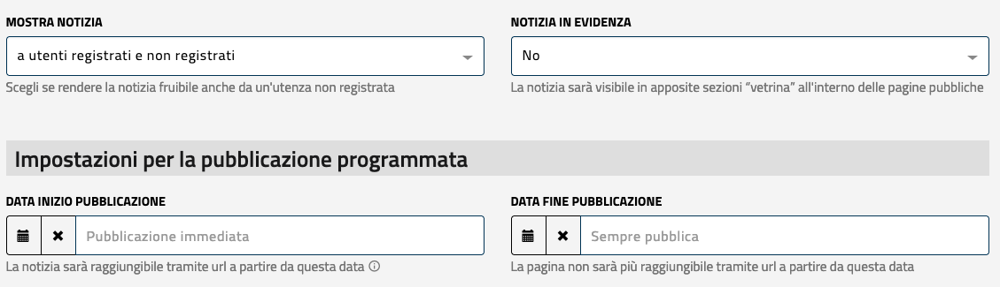 MOSTRA NOTIZIA
NOTIZIA IN EVIDENZA
a utenti registrati e non registrati
No
Scegli se rendere la notizia fruibile anche da un'utenza non registrata
La notizia sarà visibile in apposite sezioni “vetrina” all'interno delle pagine pubbliche
Impostazioni per la pubblicazione programmata
DATA INIZIO PUBBLICAZIONE
DATA FINE PUBBLICAZIONE
Pubblicazione immediata
Sempre pubblica
La notizia sarà raggiungibile tramite url a partire da questa data
La pagina non sarà più raggiungibile tramite url a partire da questa data